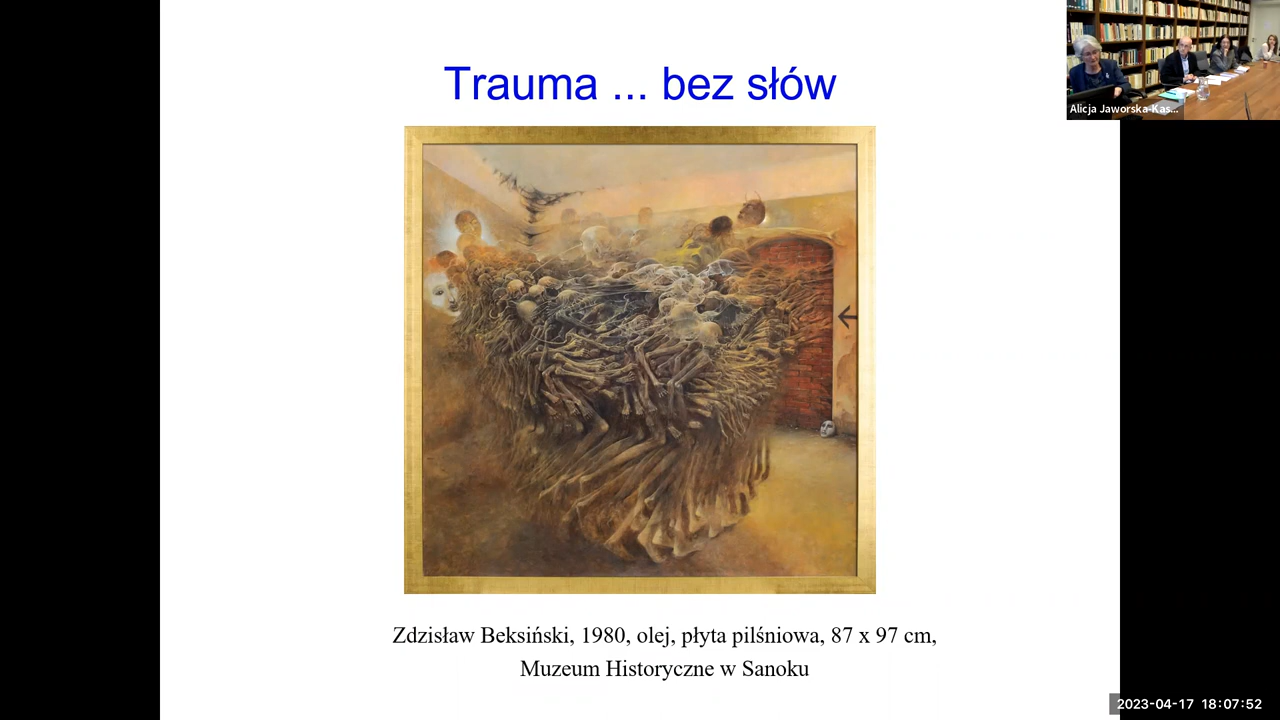 Trauma ... bez słów
Alicja Jaworska-Kas...
Zdzisław Beksiński, 1980, olej, płyta pilśniowa, 87 x 97 cm,
Muzeum Historyczne w Sanoku
2023-04-17 18:07:52